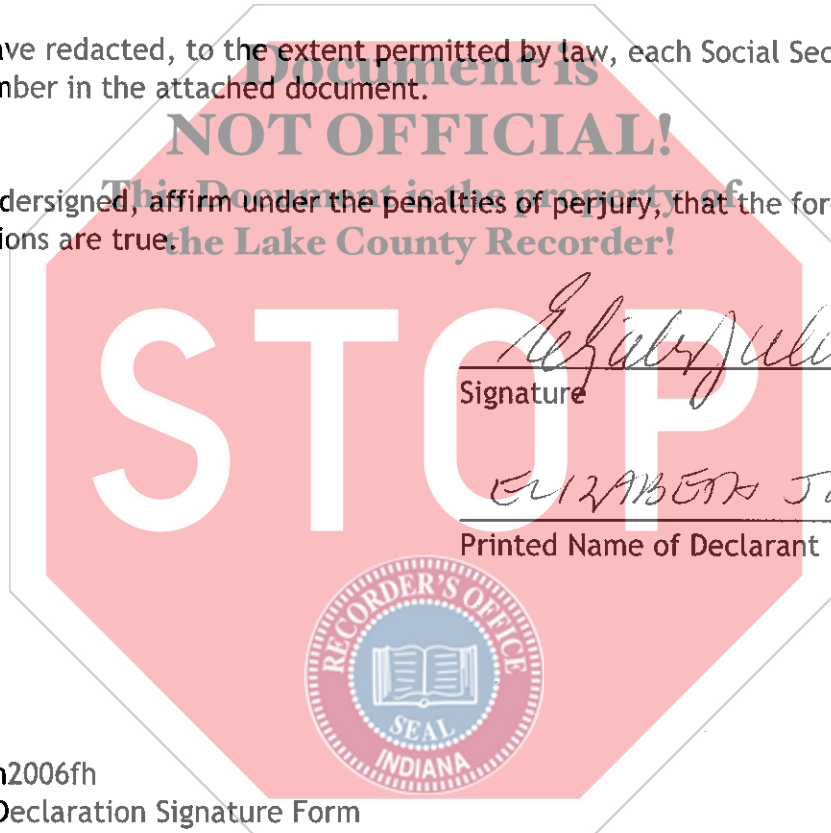 ve redacted, to the extent permitted by law, each Social Sec
mber in the attached document.
Document is
NOT OFFICIAL!
This Document is the property of
the Lake County Recorder!
dersigned, affirm under the penalties of perjury, that the for
ions are true.
STOP
Signature
ELIZABETH
Printed Name of Declarant
RECORDER'S OFFICE
SEAL
INDIANA
2006fh
Declaration Signature Form